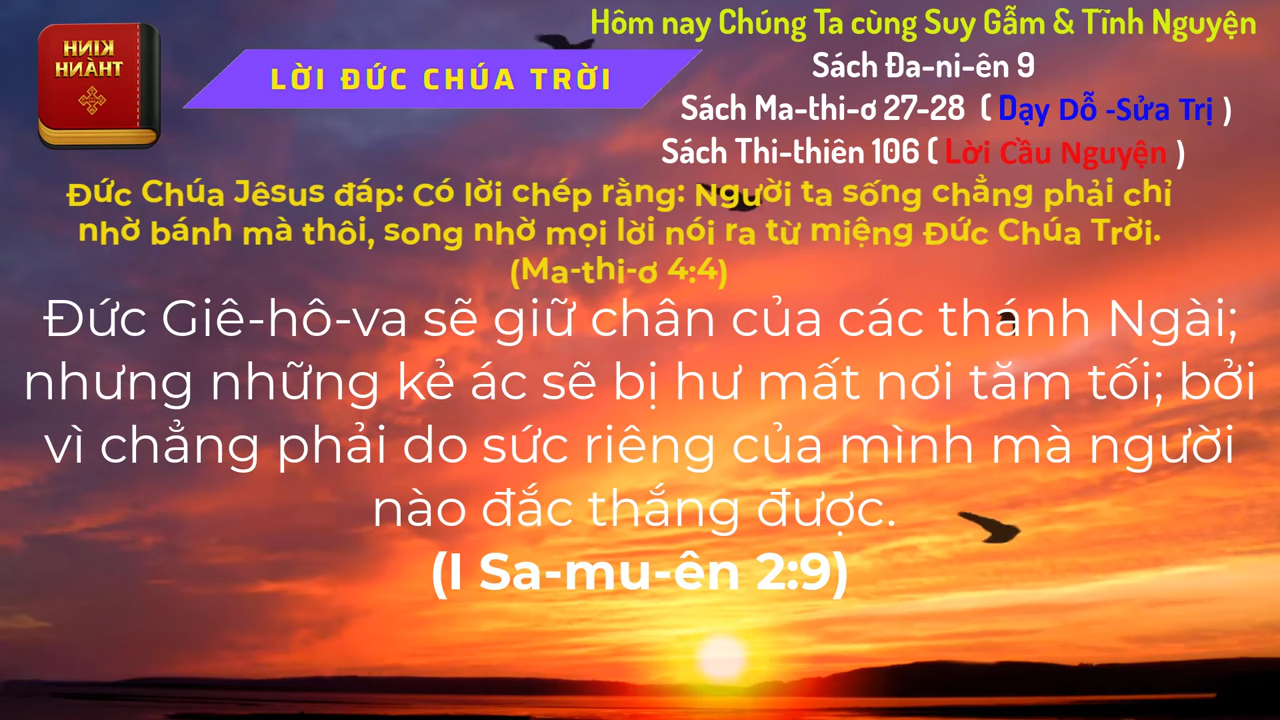 KINH
THÀNH
LỜI ĐỨC CHÚA TRỜI
Hôm nay Chúng Ta cùng Suy Gẫm & Tĩnh Nguyện
Sách Đa-ni-ên 9
Sách Ma-thi-ơ 27-28 ( Dạy Dỗ -Sửa Trị )
Sách Thi-thiên 106 ( Lời Cầu Nguyện )
Đức Chúa Jêsus đáp: Có lời chép rằng: Người ta sống chẳng phải chỉ
nhờ bánh mà thôi, song nhờ mọi lời nói ra từ miệng Đức Chúa Trời.
(Ma-thi-ơ 4:4)
Đức Giê-hô-va sẽ giữ chân của các thánh Ngài;
nhưng những kẻ ác sẽ bị hư mất nơi tăm tối; bởi
vì chẳng phải do sức riêng của mình mà người
nào đắc thắng được.
(I Sa-mu-ên 2:9)